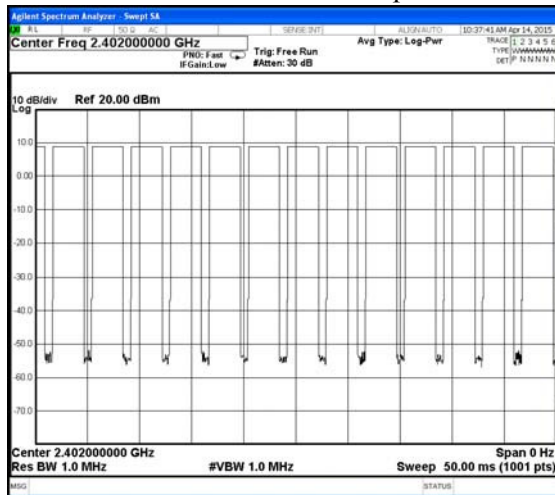 Agilent Spectrum Analyzer - Swept SA
RL RF 50 Ω AC SENSE:INT ALIGNAUTO 10:37:41 AM Apr 14, 2015
Center Freq 2.402000000 GHz Avg Type: Log-Pwr TRACE 1 2 3 4 5 6
PNO: Fast Trig: Free Run TYPE
IFGain:Low #Atten: 30 dB DET P N N N N N
10 dB/div Ref 20.00 dBm
Log
10.0
0.00
-10.0
-20.0
-30.0
-40.0
-50.0
-60.0
-70.0
Center 2.402000000 GHz Span 0 Hz
Res BW 1.0 MHz #VBW 1.0 MHz Sweep 50.00 ms (1001 pts)
MSG STATUS